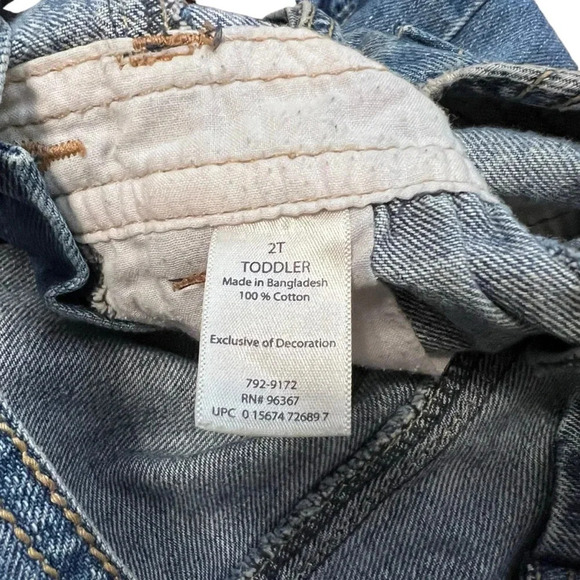 2T
TODDLER
Made in Bangladesh
100 % Cotton
Exclusive of Decoration
792-9172
RN# 96367
UPC 0 15674 72689 7